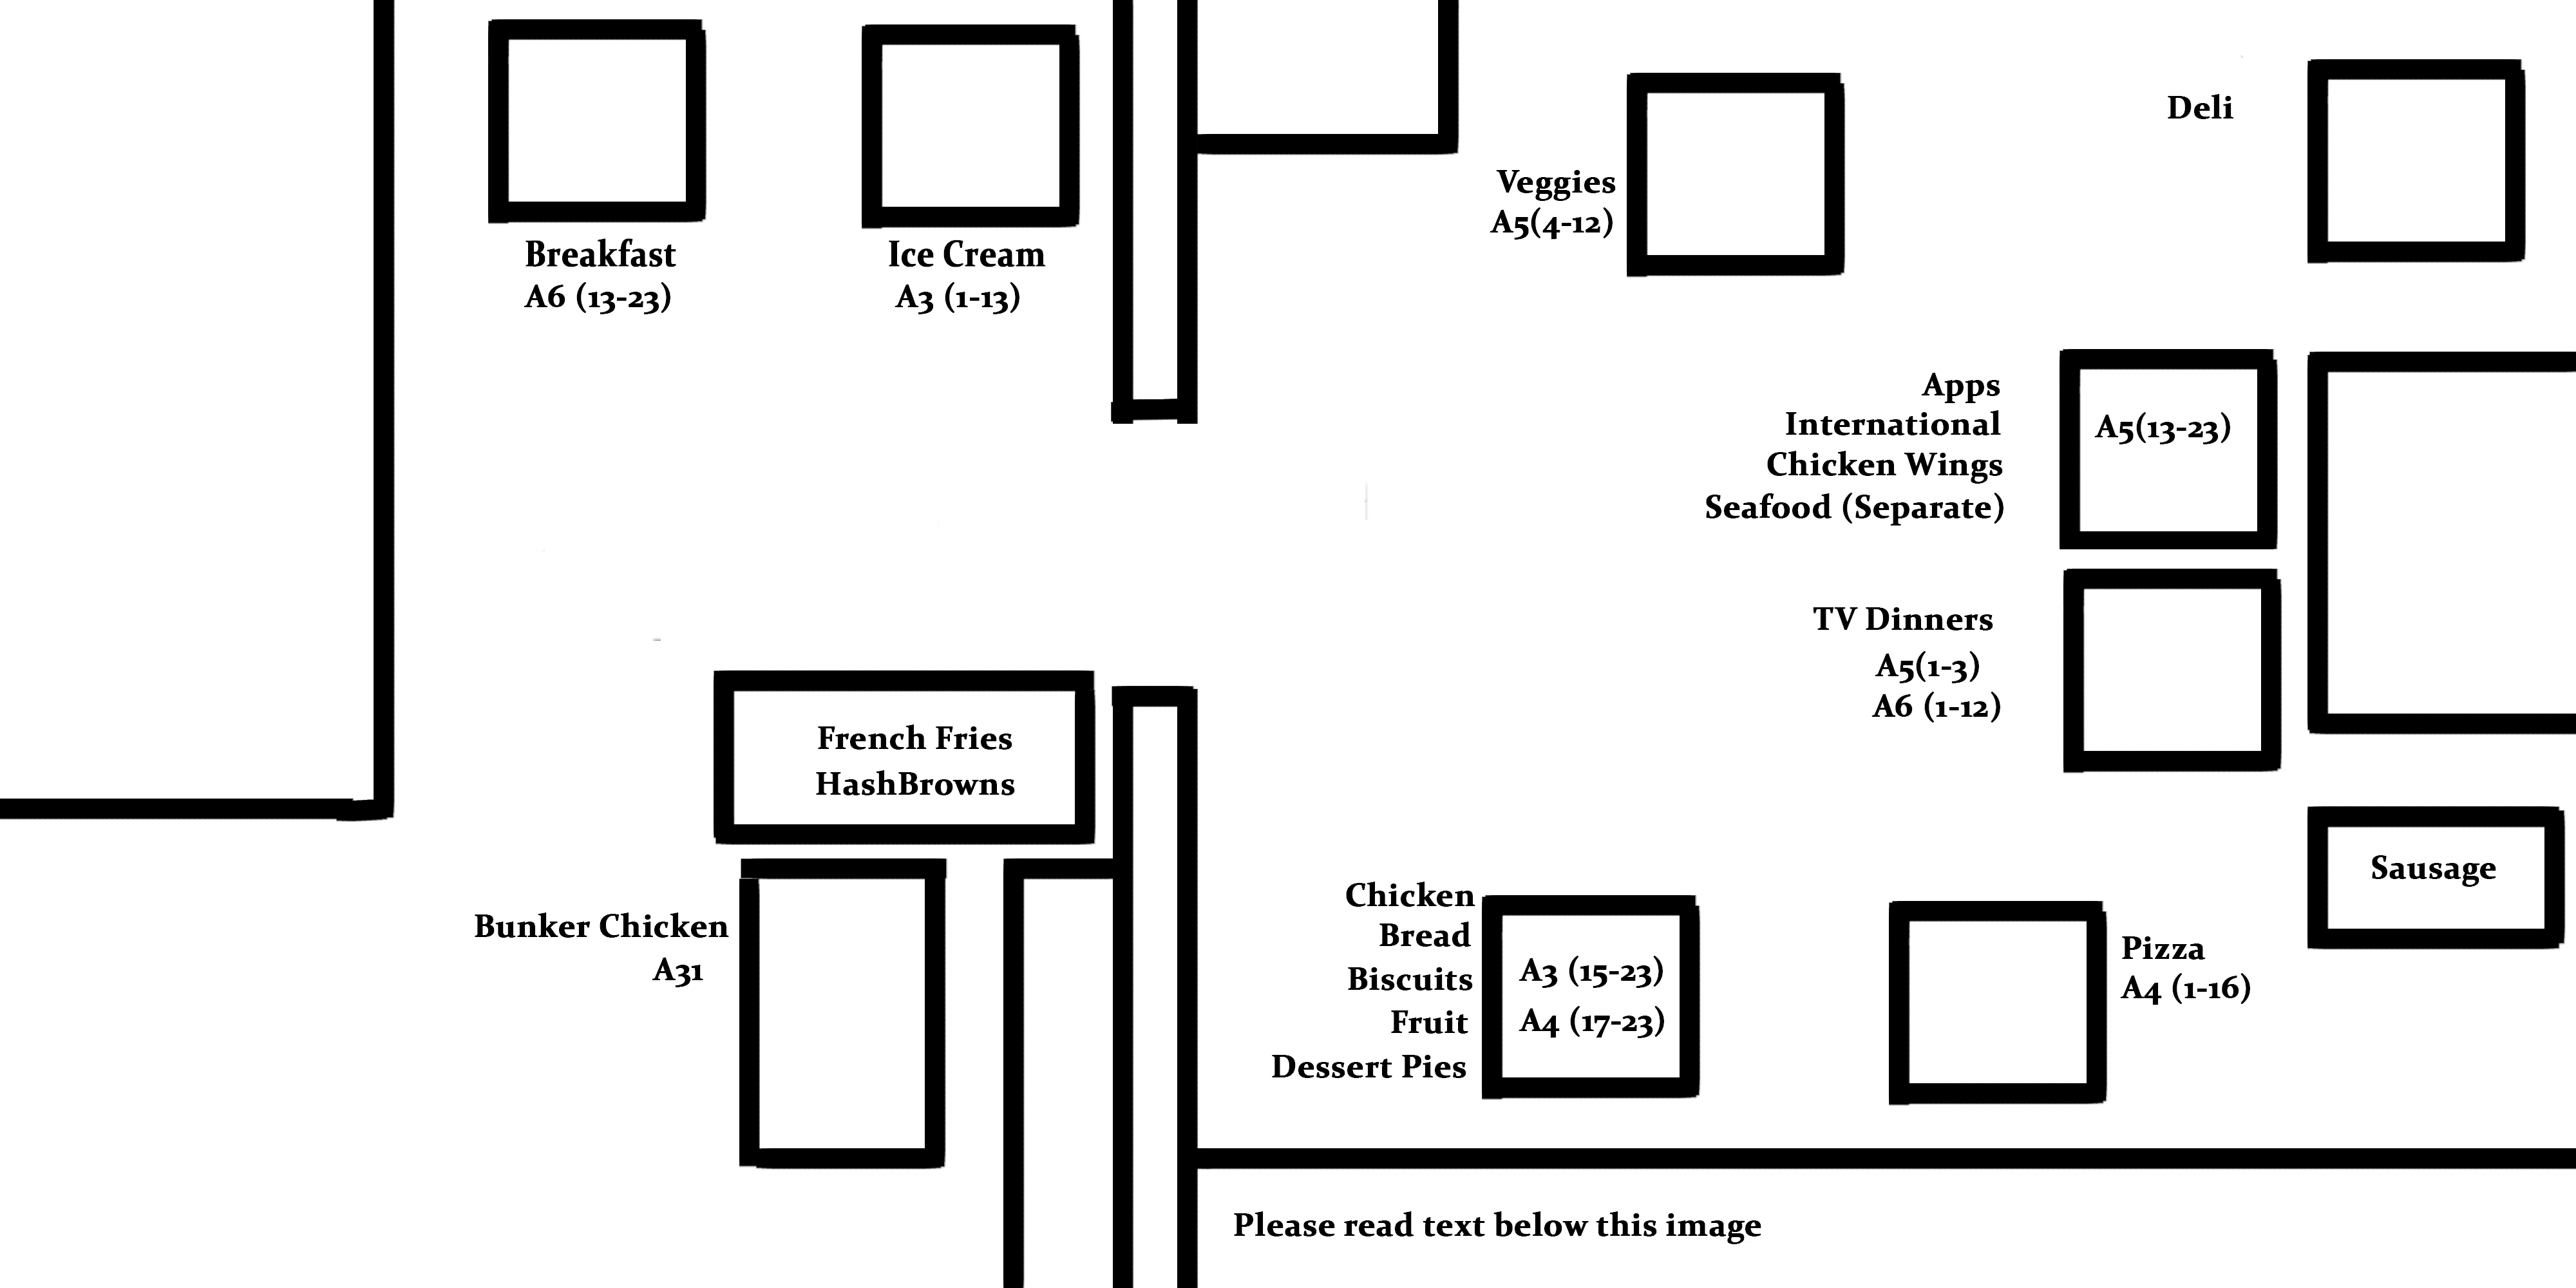 Breakfast
A6 (13-23)
Ice Cream
A3 (1-13)
Veggies
A5(4-12)
Deli
Apps
International
Chicken Wings
Seafood (Separate)
A5(13-23)
TV Dinners
A5(1-3)
A6 (1-12)
French Fries
HashBrowns
Bunker Chicken
A31
Chicken
Bread
Biscuits
Fruit
Dessert Pies
A3 (15-23)
A4 (17-23)
Pizza
A4 (1-16)
Sausage
Please read text below this image